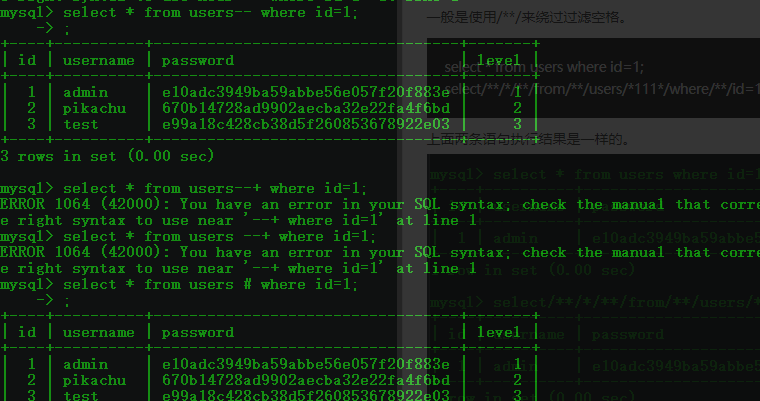 mysql> select * from users-- where id=1;
    -> ;
| id | username | password                         | level |
|  1 | admin    | e10adc3949ba59abbe56e057f20f883e |     1 |
|  2 | pikachu  | 670b14728ad9902aecba32e22fa4f6bd |     2 |
|  3 | test     | e99a18c428cb38d5f260853678922e03 |     3 |
3 rows in set (0.00 sec)
mysql> select * from users--+ where id=1;
ERROR 1064 (42000): You have an error in your SQL syntax; check the manual that corre
e right syntax to use near '--+ where id=1' at line 1
mysql> select * from users --+ where id=1;
ERROR 1064 (42000): You have an error in your SQL syntax; check the manual that corre
e right syntax to use near '--+ where id=1' at line 1
mysql> select * from users # where id=1;
    -> ;
| id | username | password                         | level |
|  1 | admin    | e10adc3949ba59abbe56e057f20f883e |     1 |
|  2 | pikachu  | 670b14728ad9902aecba32e22fa4f6bd |     2 |
|  3 | test     | e99a18c428cb38d5f260853678922e03 |     3 |
一般是使用/**/来绕过过滤空格。
select * from users where id=1;
select/**/*/**/from/**/users/*111*/where/**/id=1
上面两条语句执行结果是一样的。
mysql> select * from users where id=1
admin
e10adc3949ba59abbe5
row in set (0.00 sec)
mysql> select/**/*/**/from/**/users/*
id
username
password
admin
e10adc3949ba59abbe5